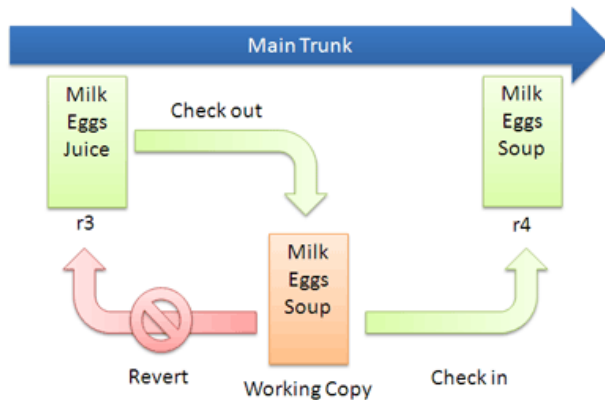 Main Trunk
Milk
Eggs
Juice
r3
Check out
Milk
Eggs
Soup
r4
Milk
Eggs
Soup
Working Copy
Revert
Check in